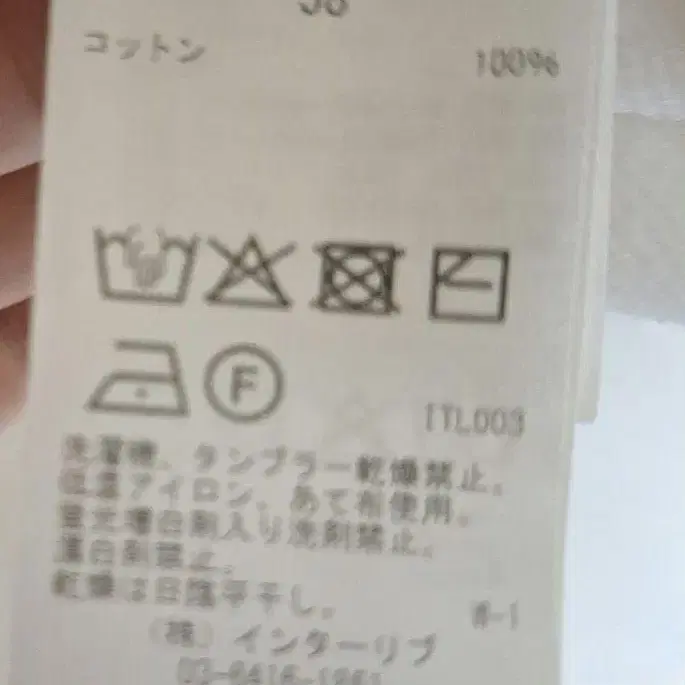 コットン 100%
F
ITL003
洗濯機、タンブラー乾燥禁止。
低温アイロン、あて布使用。
蛍光増白剤入り洗剤禁止。
漂白剤禁止。
乾燥は日陰平干し。
W-1
(株)インターリブ